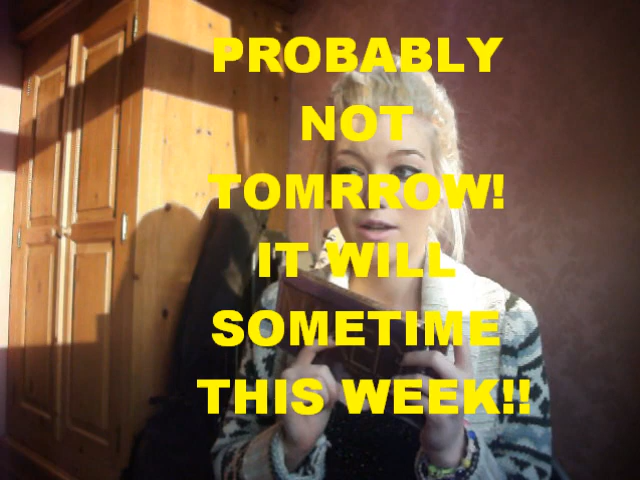 PROBABLY
NOT
TOMRROW!
IT WILL
SOMETIME
THIS WEEK!!